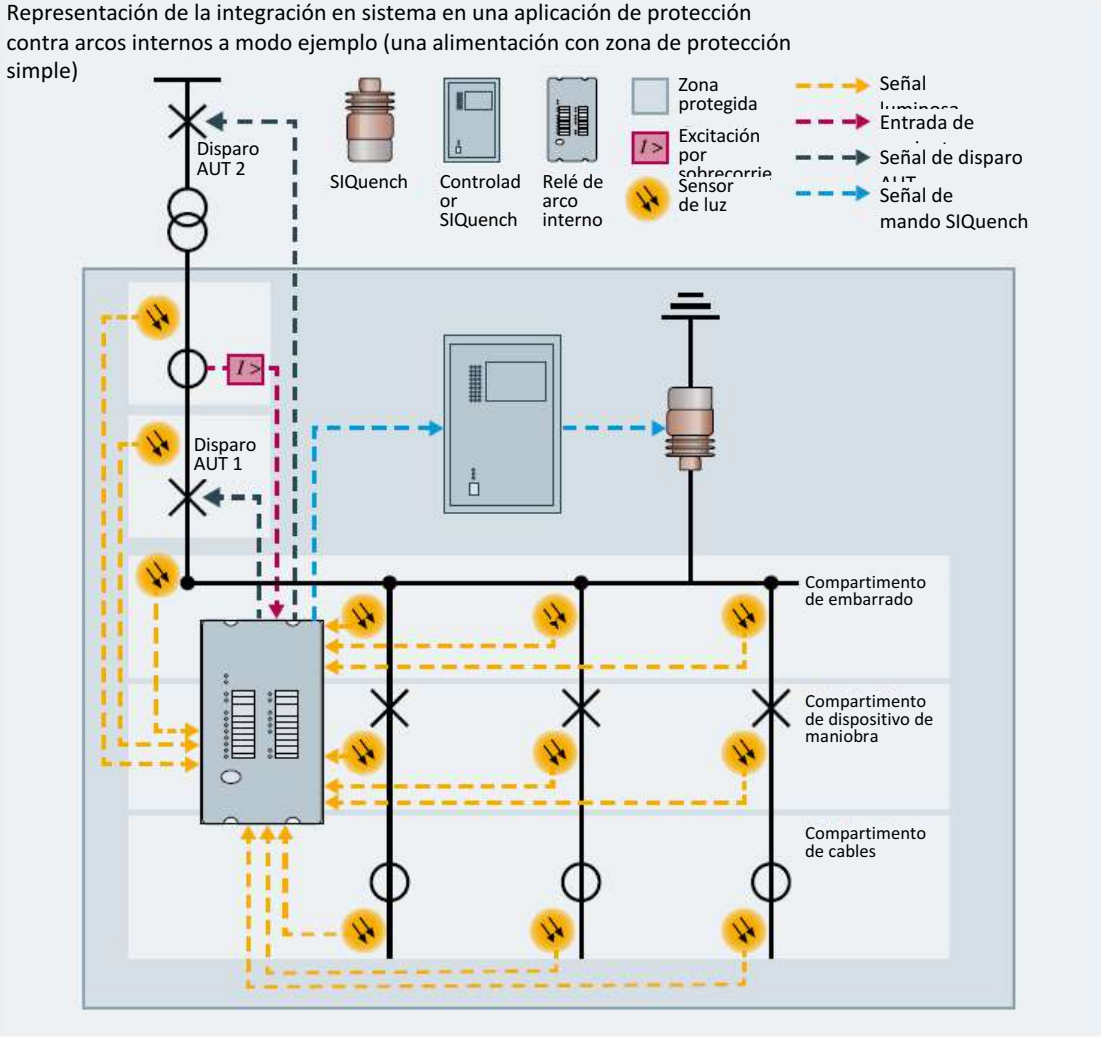 Representación de la integración en sistema en una aplicación de protección
contra arcos internos a modo ejemplo (una alimentación con zona de protección
simple)
Disparo
AUT 2
SIQuench
Controlad
or
SIQuench
Relé de
arco
interno
Zona
protegida
I >
Excitación
por
sobrecorrie
Sensor
de luz
Señal
luminosa
Entrada de
Señal de disparo
AUT
Señal de
mando SIQuench
I >
Disparo
AUT 1
Compartimento
de embarrado
Compartimento
de dispositivo de
maniobra
Compartimento
de cables